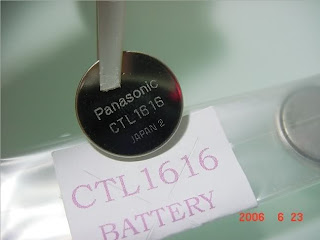 Panasonic
CTL1616
JAPAN 2
CTL1616
BATTERY
2006 6 23